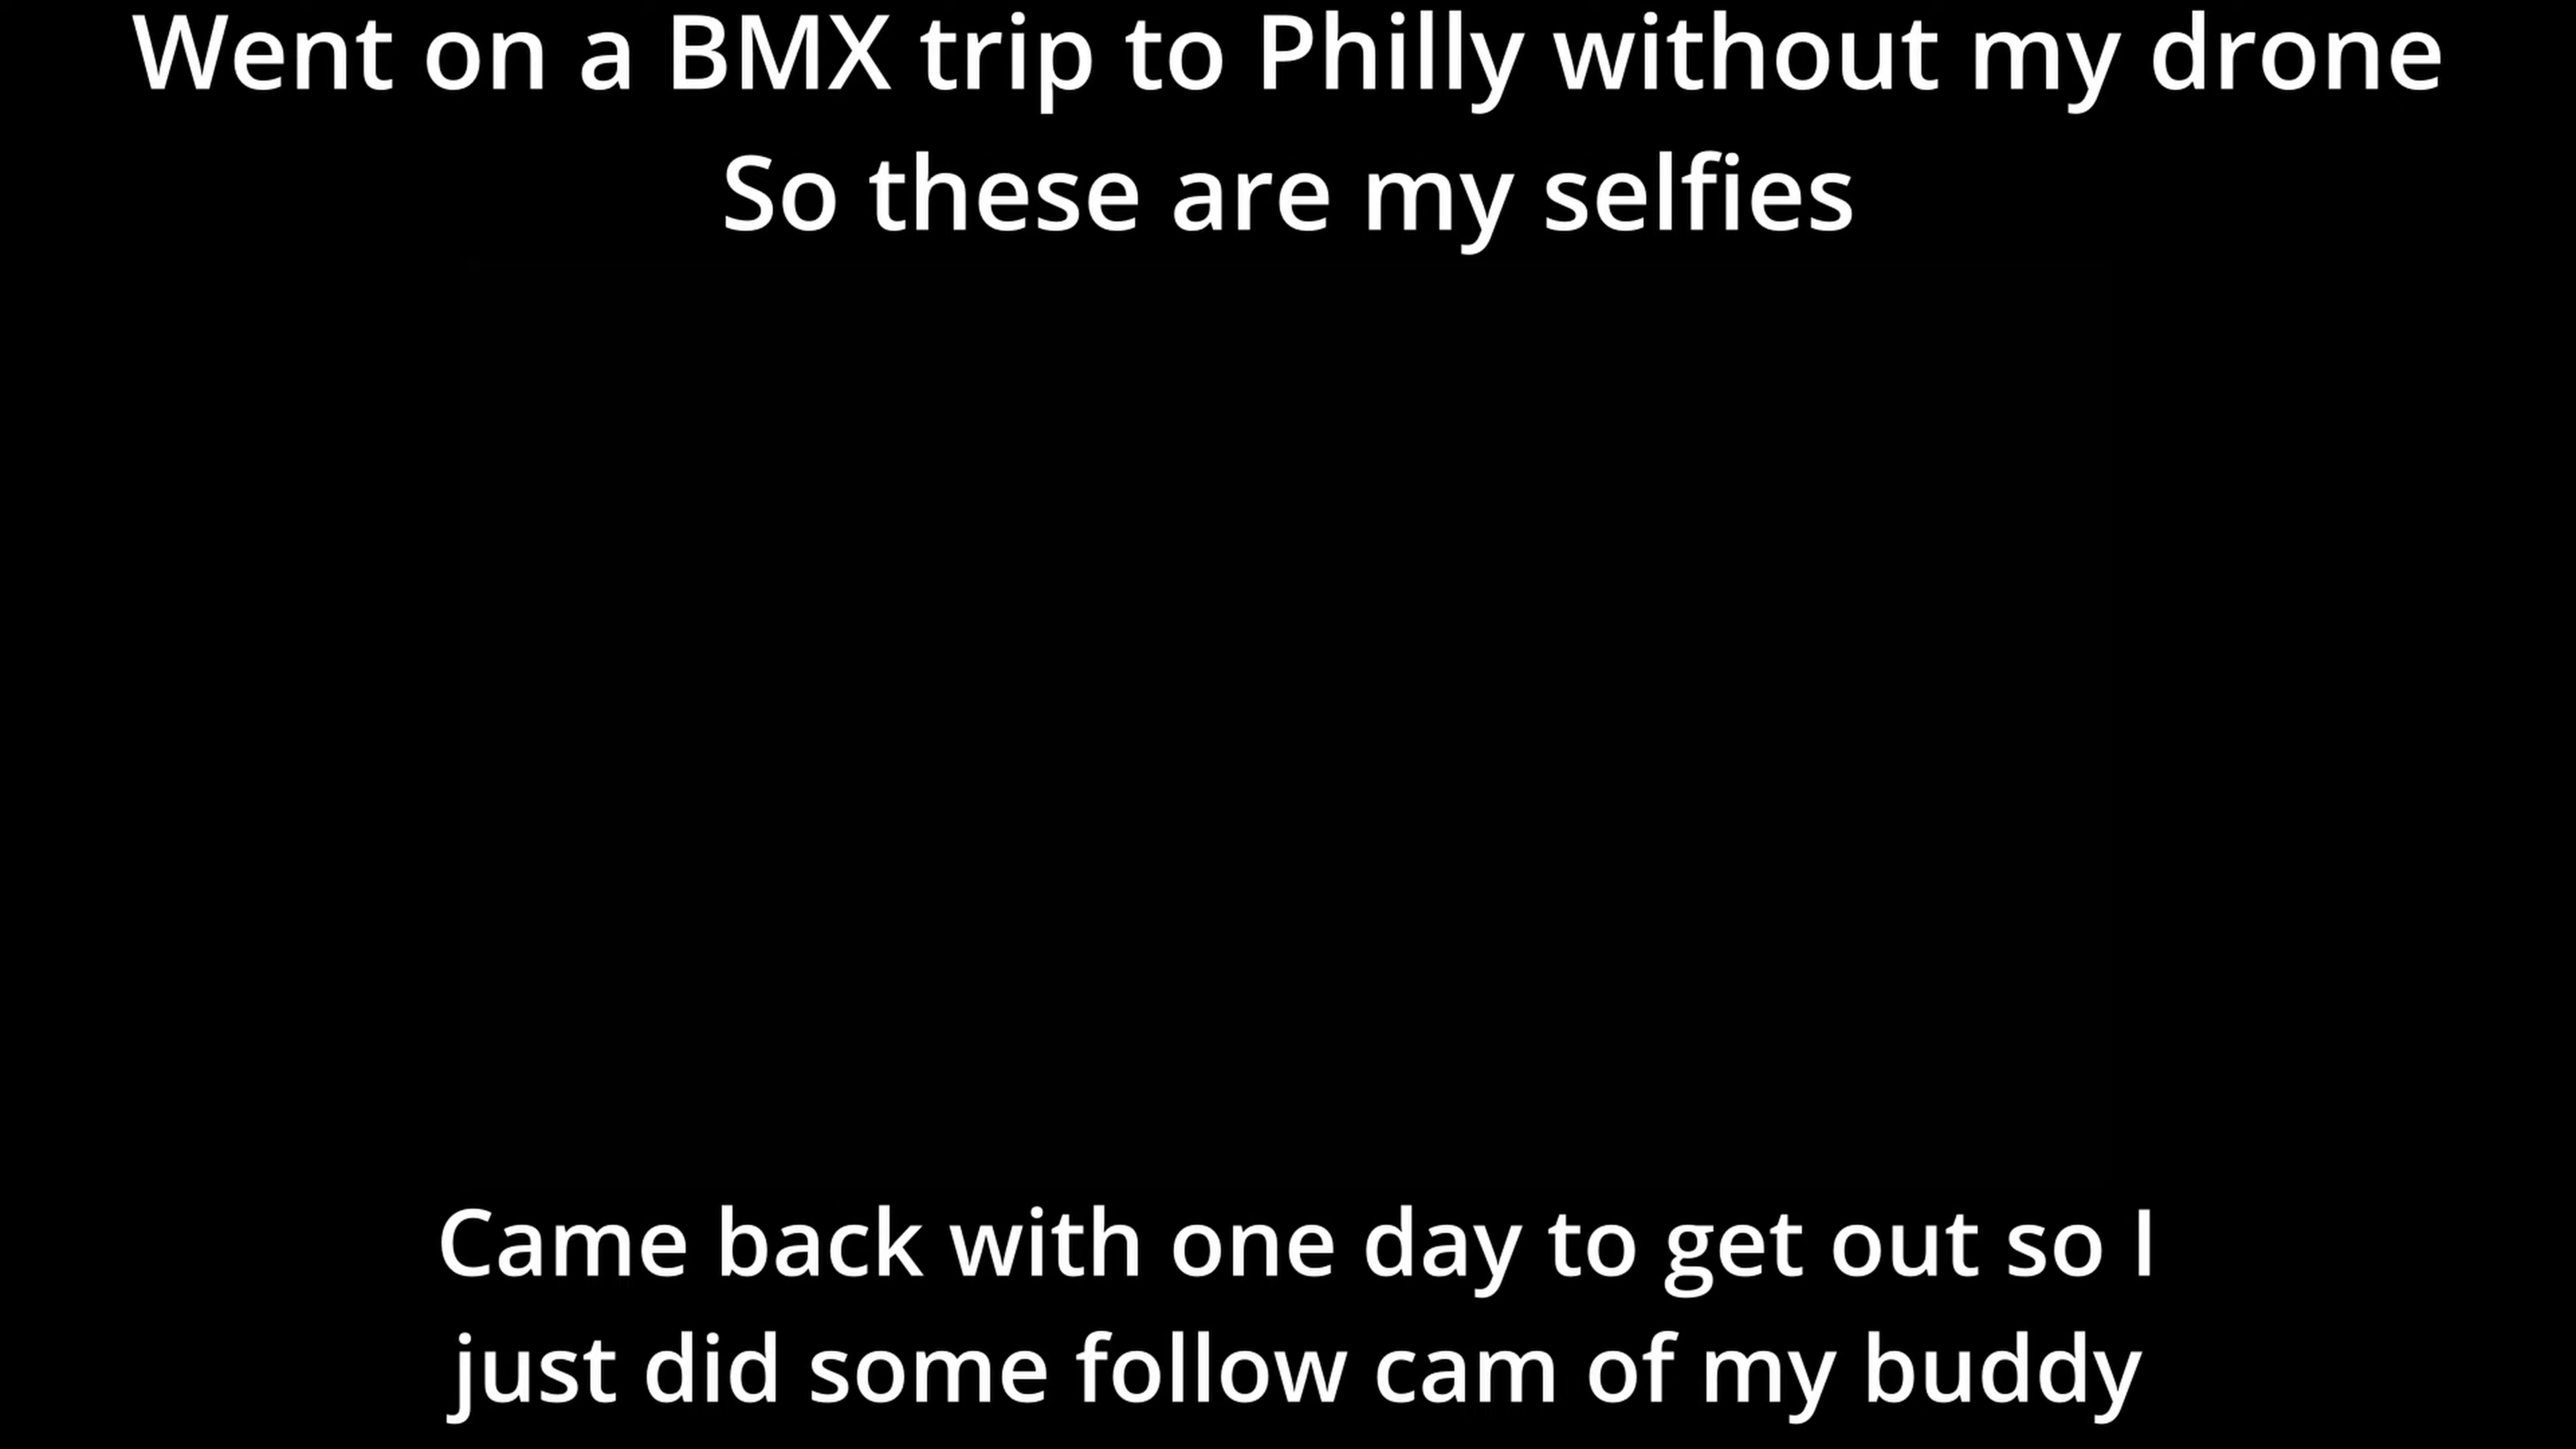 Went on a BMX trip to Philly without my drone
So these are my selfies
Came back with one day to get out so I
just did some follow cam of my buddy